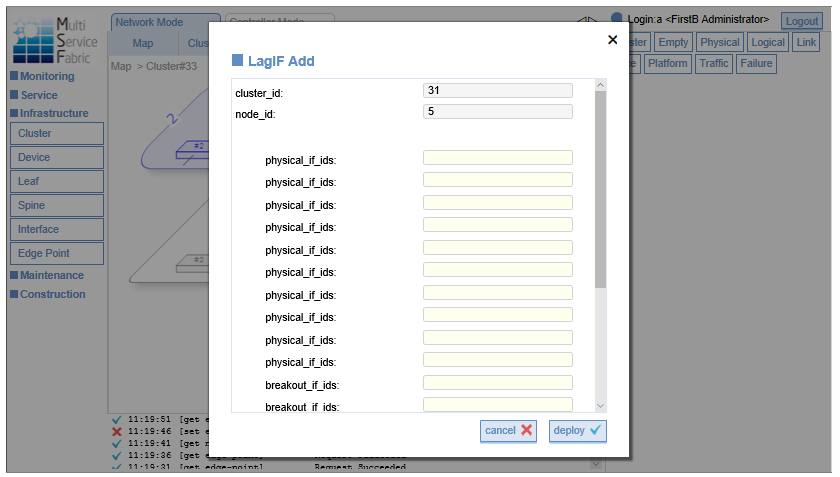 Multi
Service
Fabric
Network Mode
Controller Mode
Login:a <FirstB Administrator>
Logout
Map
Empty
Physical
Logical
Link
Platform
Traffic
Failure
Map > Cluster#33
Monitoring
Service
Infrastructure
Cluster
Device
Leaf
Spine
Interface
Edge Point
Maintenance
Construction
2
#2
#2
LagIF Add
cluster_id: 31
node_id: 5
physical_if_ids:
physical_if_ids:
physical_if_ids:
physical_if_ids:
physical_if_ids:
physical_if_ids:
physical_if_ids:
physical_if_ids:
physical_if_ids:
physical_if_ids:
breakout_if_ids:
breakout_if_ids:
cancel
deploy
11:19:51 [get
11:19:46 [set
11:19:41 [get
11:19:36 [get edge-point] Request Succeeded
11:19:31 [get edge-point] Request Succeeded